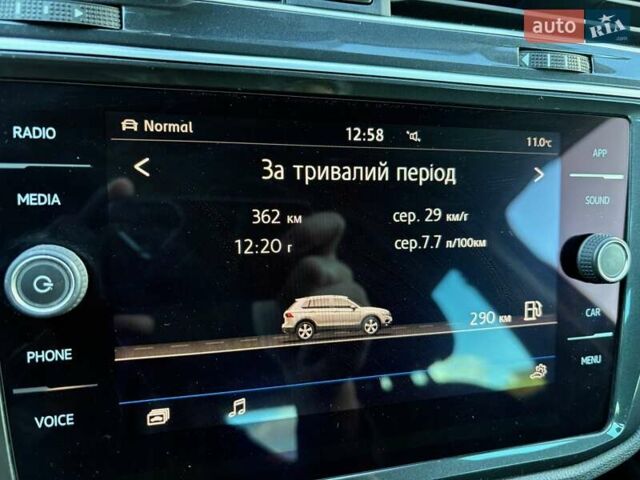 auto RIA .com
RADIO
MEDIA
PHONE
VOICE
Normal 12:58 11.0°C
За тривалий період
362 км сер. 29 км/г
12:20 г сер.7.7 л/100км
290 км
APP
SOUND
CAR
MENU